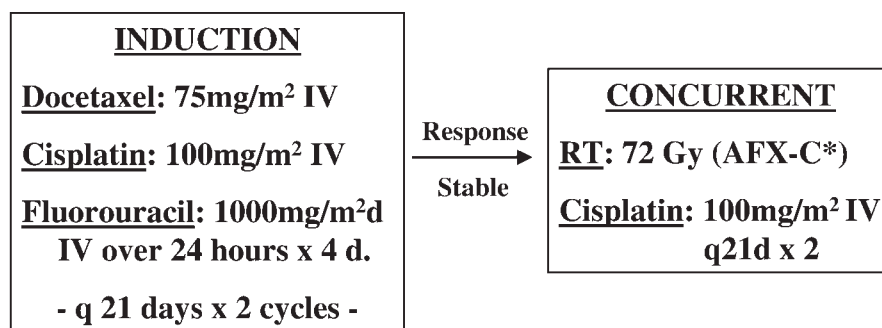 INDUCTION
Docetaxel: 75mg/m² IV
Cisplatin: 100mg/m² IV
Fluorouracil: 1000mg/m²d
IV over 24 hours x 4 d.
- q 21 days x 2 cycles -
Response
Stable
CONCURRENT
RT: 72 Gy (AFX-C*)
Cisplatin: 100mg/m² IV
q21d x 2